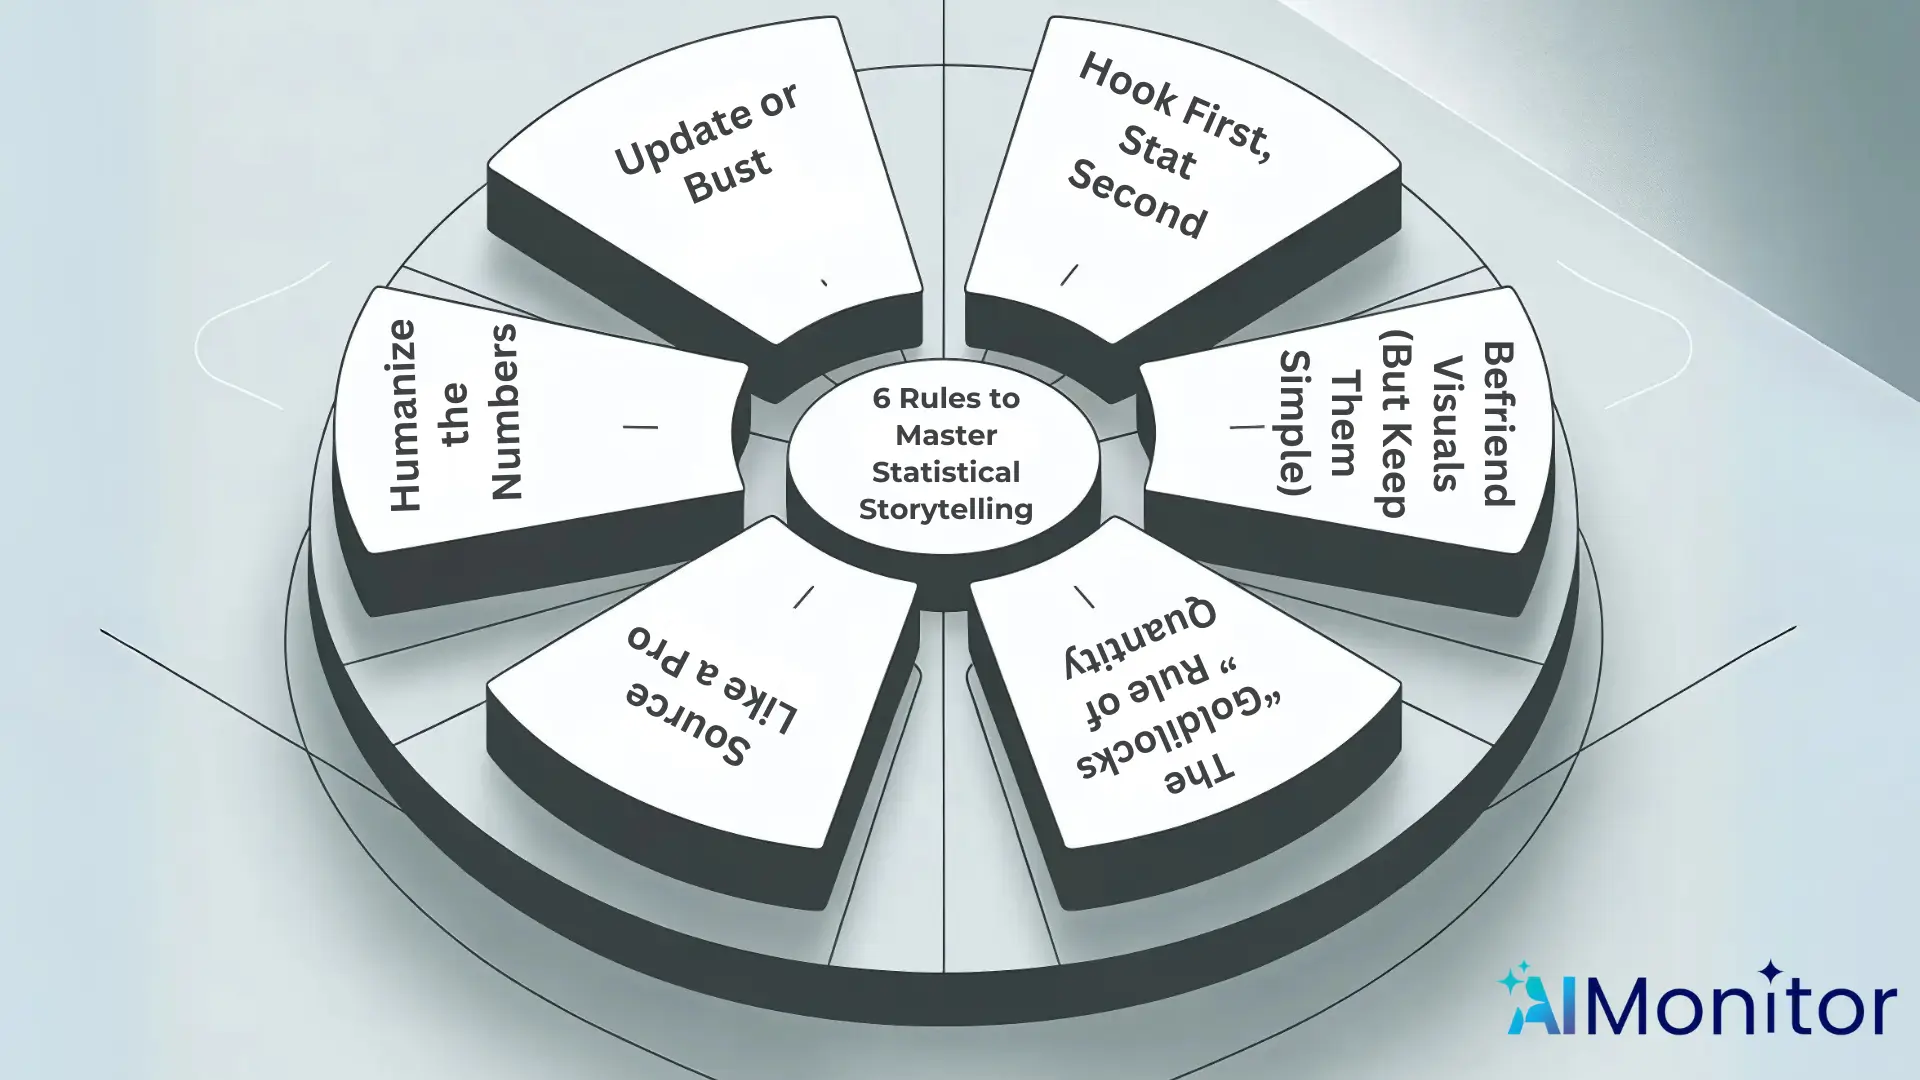 6 Rules to
Master
Statistical
Storytelling
Hook First,
Stat
Second
Befriend
Visuals
(But Keep
Them
Simple)
The
“Goldilocks
” Rule of
Quantity
Source
Like a Pro
Humanize
the
Numbers
Update or
Bust
AIMonitor